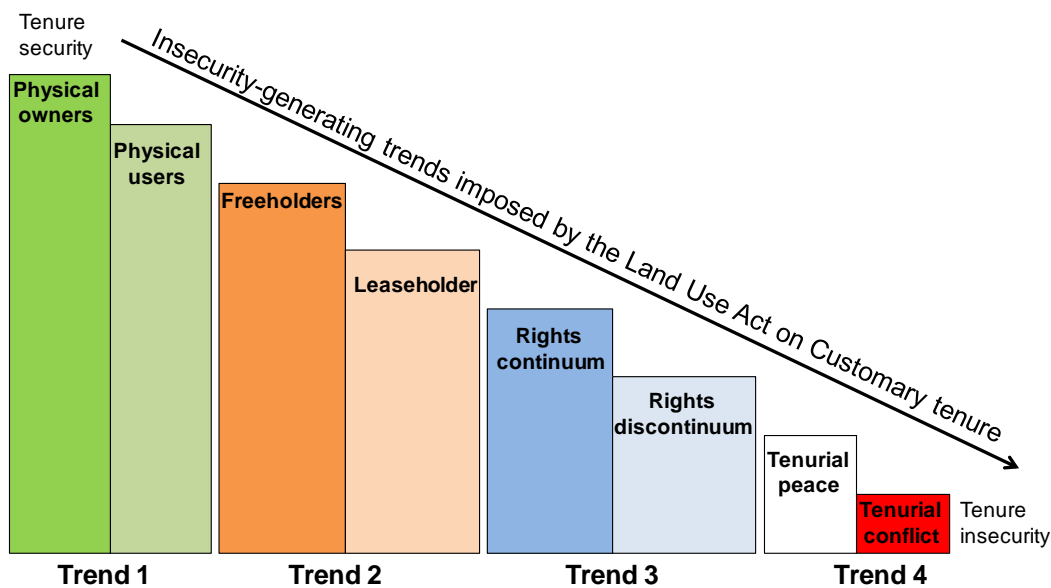 Tenure
security
Insecurity-generating trends imposed by the Land Use Act on Customary tenure
Physical
owners
Physical
users
Freeholders
Leaseholder
Rights
continuum
Rights
discontinuum
Tenurial
peace
Tenurial
conflict
Tenure
insecurity
Trend 1
Trend 2
Trend 3
Trend 4